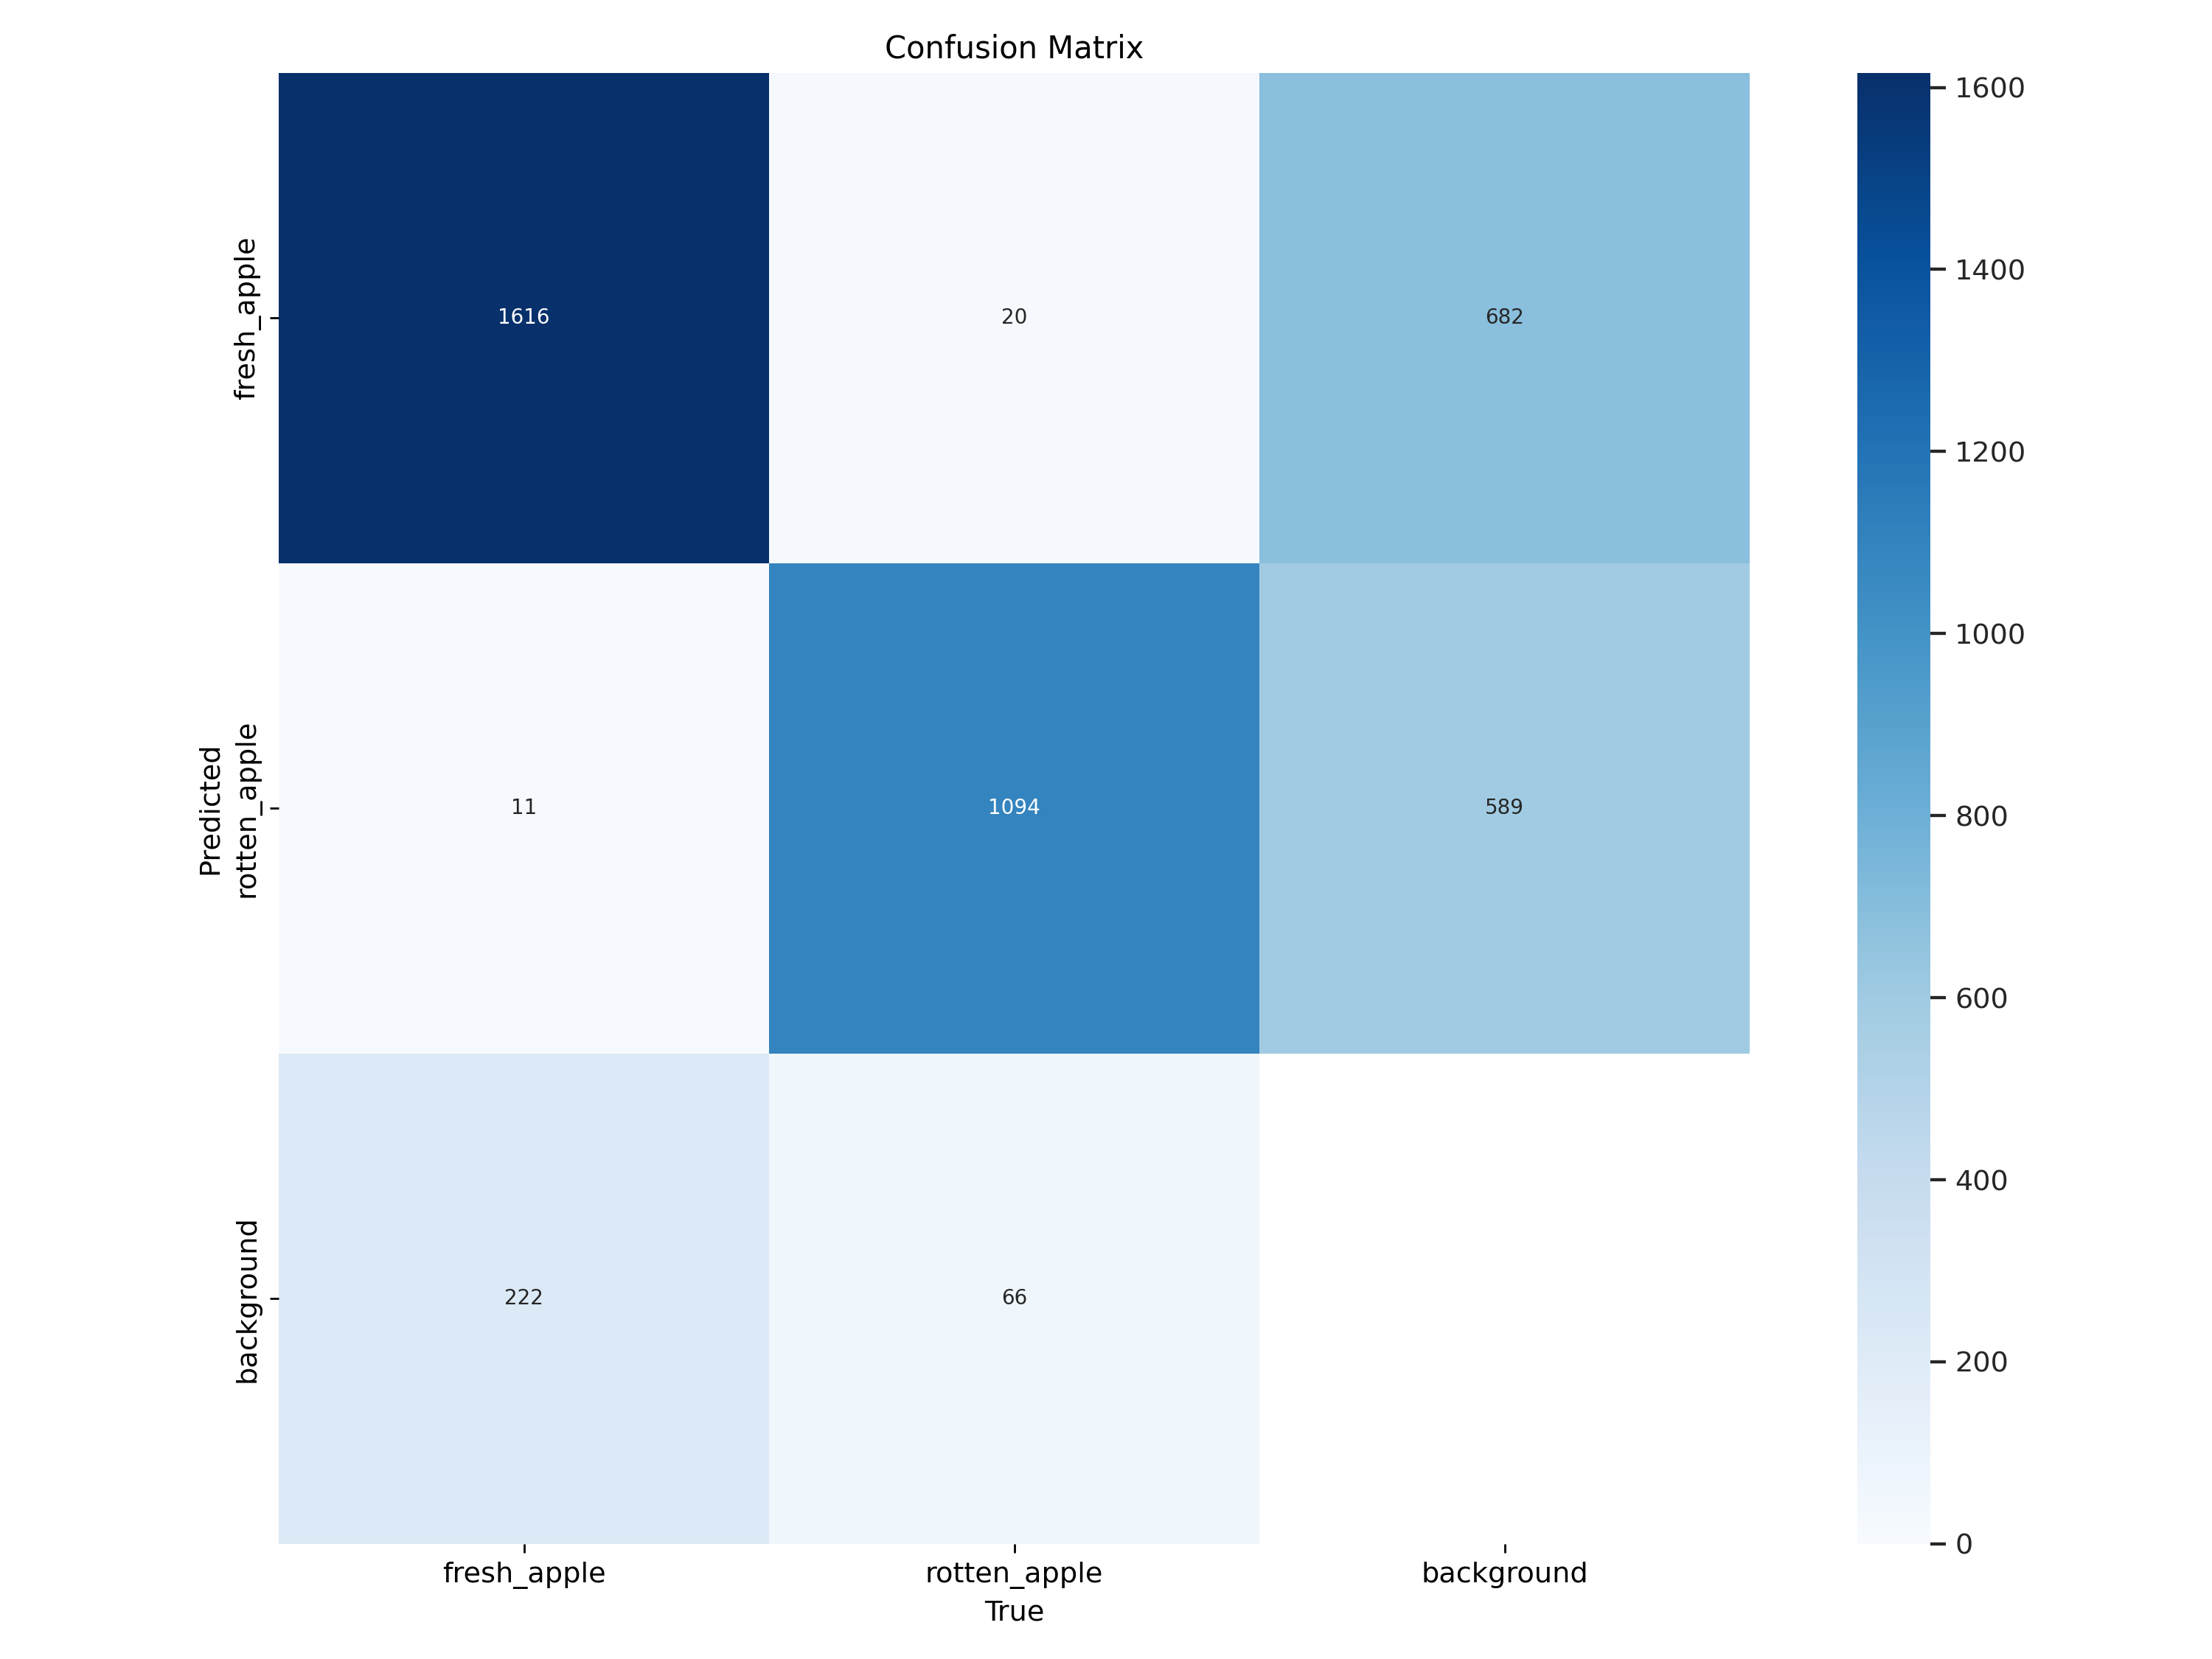 Confusion Matrix
fresh_apple
1616
20
682
Predicted
rotten_apple
11
1094
589
background
222
66
fresh_apple
rotten_apple
background
True
1600
1400
1200
1000
800
600
400
200
0